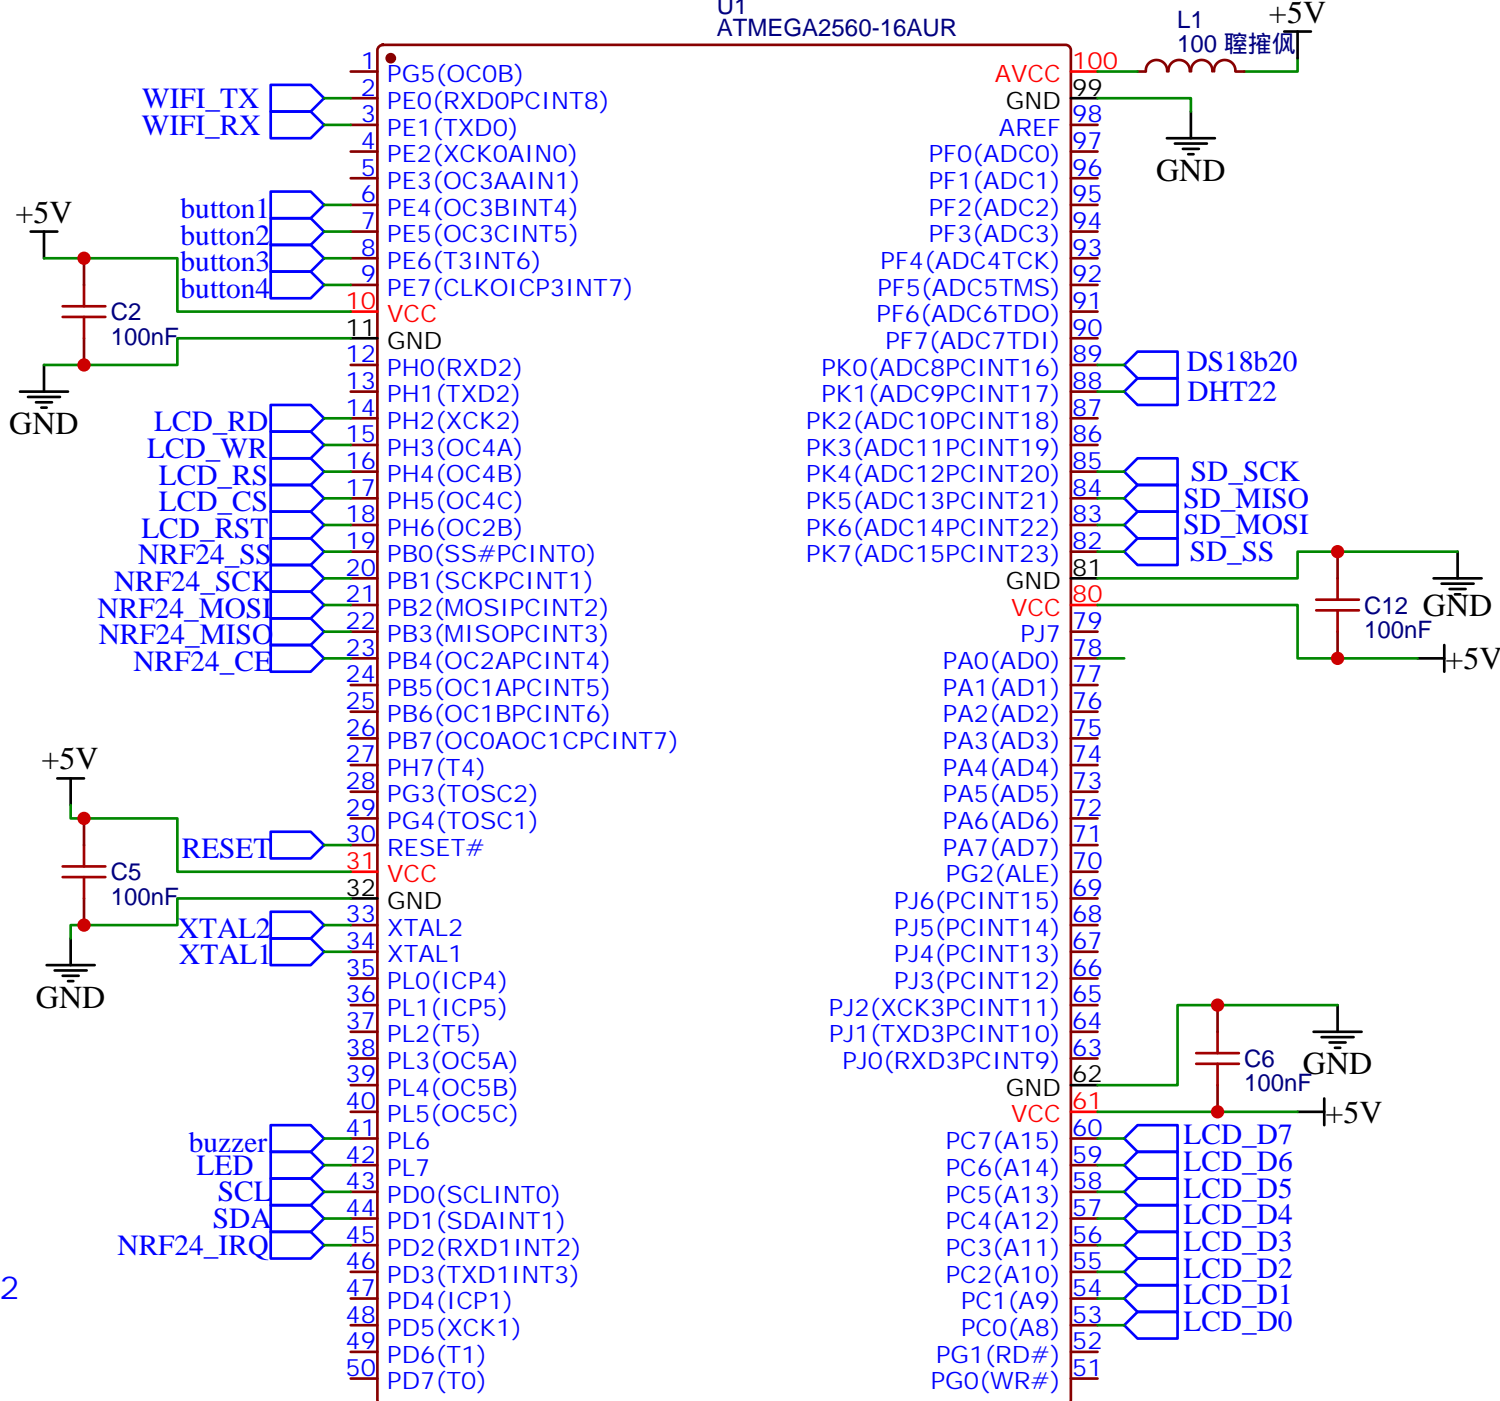 U1
ATMEGA2560-16AUR
L1
100 聜摧偑
+5V
WIFI_TX
WIFI_RX
button1
button2
button3
button4
+5V
C2
100nF
GND
LCD_RD
LCD_WR
LCD_RS
LCD_CS
LCD_RST
NRF24_SS
NRF24_SCK
NRF24_MOSI
NRF24_MISO
NRF24_CE
+5V
RESET
C5
100nF
XTAL2
XTAL1
GND
buzzer
LED
SCL
SDA
NRF24_IRQ
2
1 PG5(OC0B)
2 PE0(RXD0PCINT8)
3 PE1(TXD0)
4 PE2(XCK0AIN0)
5 PE3(OC3AAIN1)
6 PE4(OC3BINT4)
7 PE5(OC3CINT5)
8 PE6(T3INT6)
9 PE7(CLKOICP3INT7)
10 VCC
11 GND
12 PH0(RXD2)
13 PH1(TXD2)
14 PH2(XCK2)
15 PH3(OC4A)
16 PH4(OC4B)
17 PH5(OC4C)
18 PH6(OC2B)
19 PB0(SS#PCINT0)
20 PB1(SCKPCINT1)
21 PB2(MOSIPCINT2)
22 PB3(MISOPCINT3)
23 PB4(OC2APCINT4)
24 PB5(OC1APCINT5)
25 PB6(OC1BPCINT6)
26 PB7(OC0AOC1CPCINT7)
27 PH7(T4)
28 PG3(TOSC2)
29 PG4(TOSC1)
30 RESET#
31 VCC
32 GND
33 XTAL2
34 XTAL1
35 PL0(ICP4)
36 PL1(ICP5)
37 PL2(T5)
38 PL3(OC5A)
39 PL4(OC5B)
40 PL5(OC5C)
41 PL6
42 PL7
43 PD0(SCLINT0)
44 PD1(SDAINT1)
45 PD2(RXD1INT2)
46 PD3(TXD1INT3)
47 PD4(ICP1)
48 PD5(XCK1)
49 PD6(T1)
50 PD7(T0)
AVCC 100
GND 99
AREF 98
PF0(ADC0) 97
PF1(ADC1) 96
PF2(ADC2) 95
PF3(ADC3) 94
PF4(ADC4TCK) 93
PF5(ADC5TMS) 92
PF6(ADC6TDO) 91
PF7(ADC7TDI) 90
PK0(ADC8PCINT16) 89
PK1(ADC9PCINT17) 88
PK2(ADC10PCINT18) 87
PK3(ADC11PCINT19) 86
PK4(ADC12PCINT20) 85
PK5(ADC13PCINT21) 84
PK6(ADC14PCINT22) 83
PK7(ADC15PCINT23) 82
GND 81
VCC 80
PJ7 79
PA0(AD0) 78
PA1(AD1) 77
PA2(AD2) 76
PA3(AD3) 75
PA4(AD4) 74
PA5(AD5) 73
PA6(AD6) 72
PA7(AD7) 71
PG2(ALE) 70
PJ6(PCINT15) 69
PJ5(PCINT14) 68
PJ4(PCINT13) 67
PJ3(PCINT12) 66
PJ2(XCK3PCINT11) 65
PJ1(TXD3PCINT10) 64
PJ0(RXD3PCINT9) 63
GND 62
VCC 61
PC7(A15) 60
PC6(A14) 59
PC5(A13) 58
PC4(A12) 57
PC3(A11) 56
PC2(A10) 55
PC1(A9) 54
PC0(A8) 53
PG1(RD#) 52
PG0(WR#) 51
GND
DS18b20
DHT22
SD_SCK
SD_MISO
SD_MOSI
SD_SS
C12
100nF
GND
+5V
C6
100nF
GND
+5V
LCD_D7
LCD_D6
LCD_D5
LCD_D4
LCD_D3
LCD_D2
LCD_D1
LCD_D0